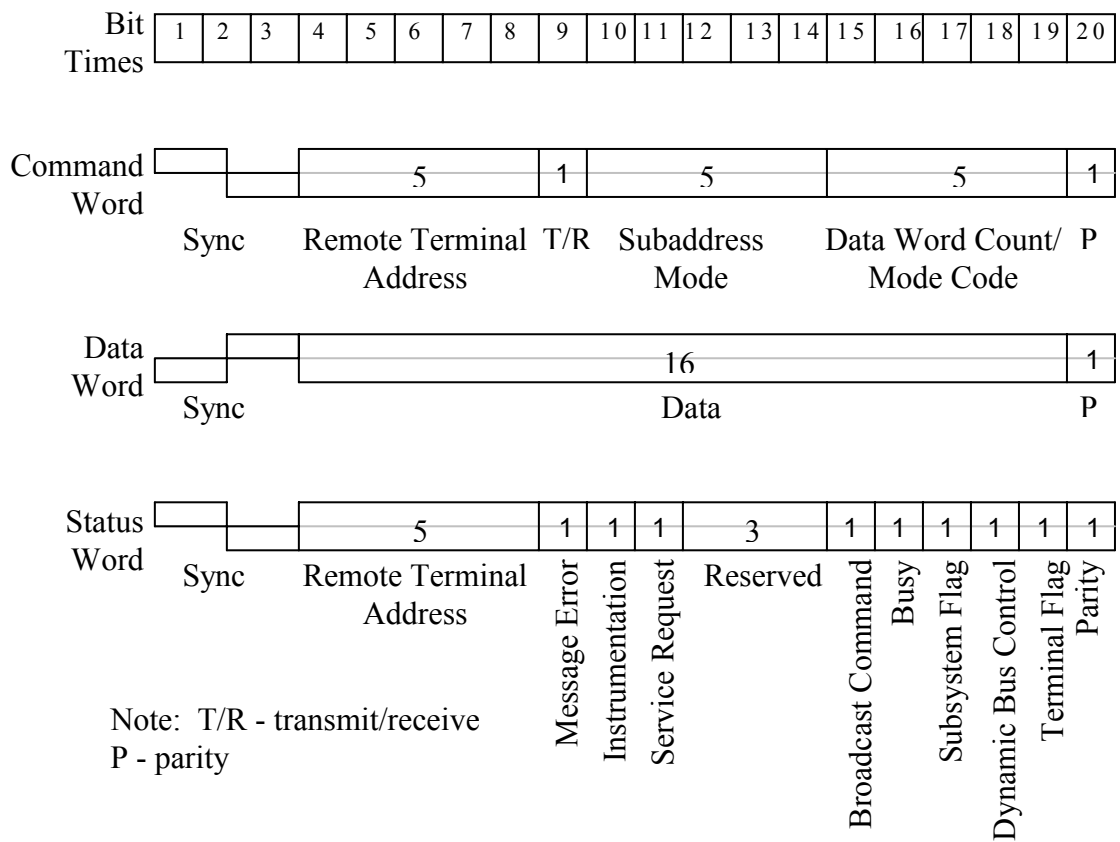 Bit Times
1 2 3 4 5 6 7 8 9 10 11 12 13 14 15 16 17 18 19 20
Command Word
5 1 5 5 1
Sync
Remote Terminal Address
T/R
Subaddress Mode
Data Word Count/ Mode Code
P
Data Word
16 1
Sync
Data
P
Status Word
5 1 1 1 3 1 1 1 1 1 1
Sync
Remote Terminal Address
Message Error
Instrumentation
Service Request
Reserved
Broadcast Command
Busy
Subsystem Flag
Dynamic Bus Control
Terminal Flag
Parity
Note: T/R - transmit/receive
P - parity